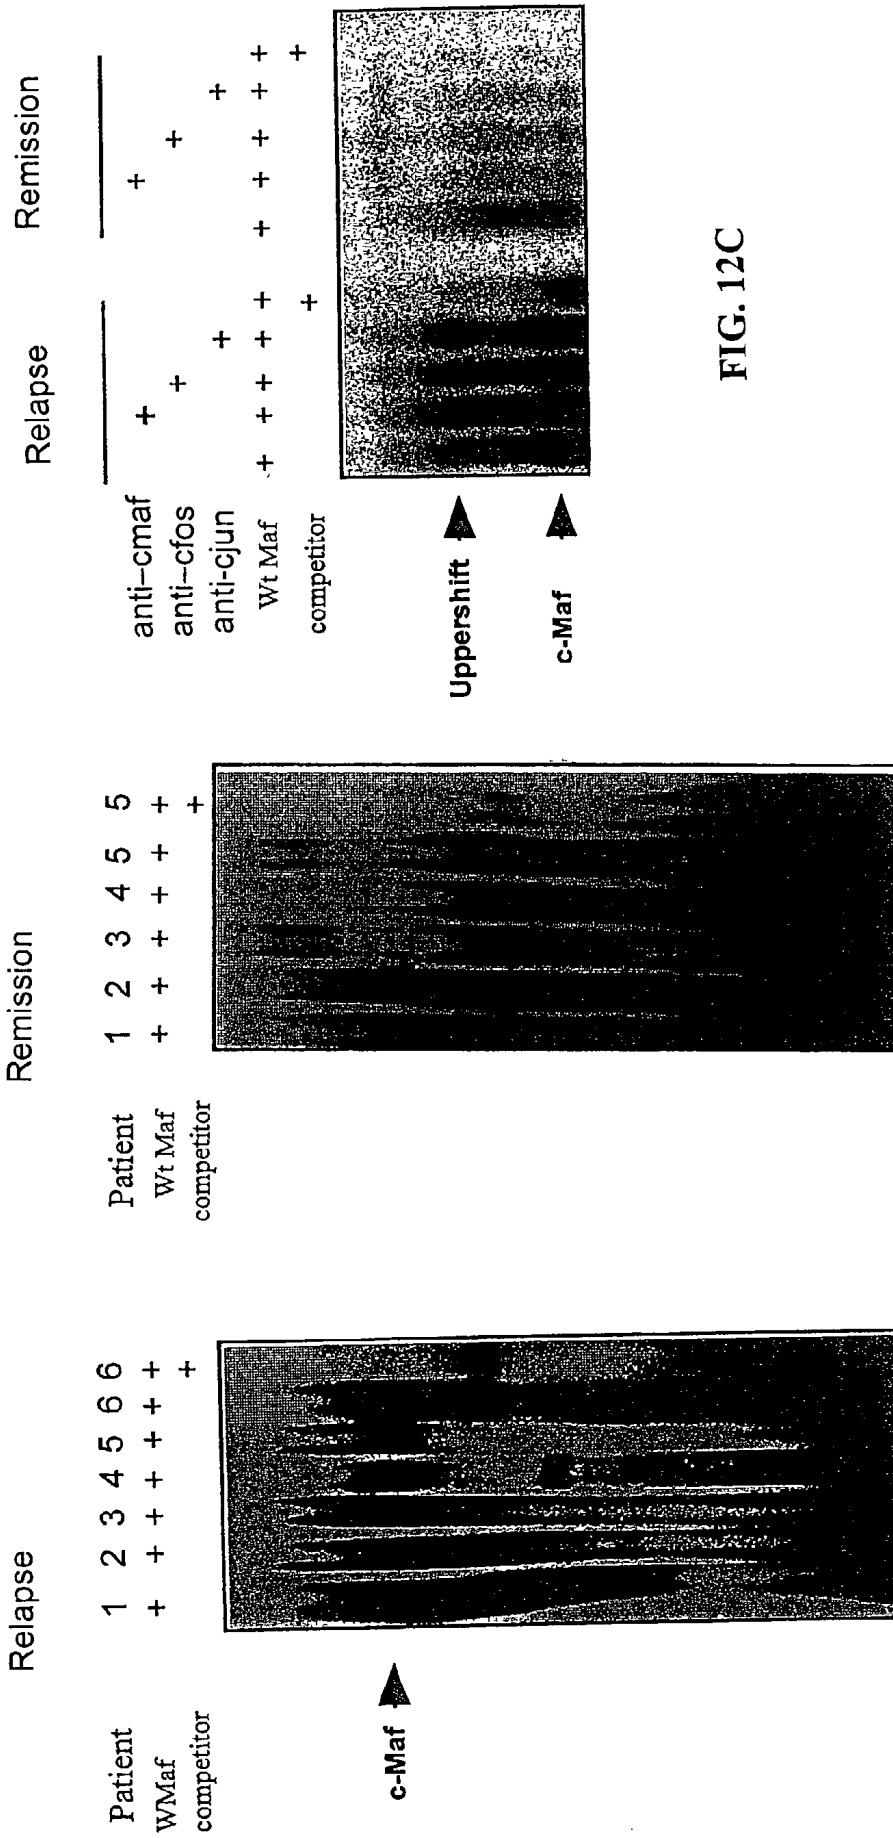 Relapse
Patient 1 2 3 4 5 6 6
WMaf + + + + + + +
competitor +
c-Maf
Remission
Patient 1 2 3 4 5 5
Wt Maf + + + + + +
competitor +
Relapse Remission
anti-cmaf + +
anti-cfos + +
anti-cjun + +
Wt Maf + + + + + + + + + +
competitor + +
Uppershift
c-Maf
FIG. 12C